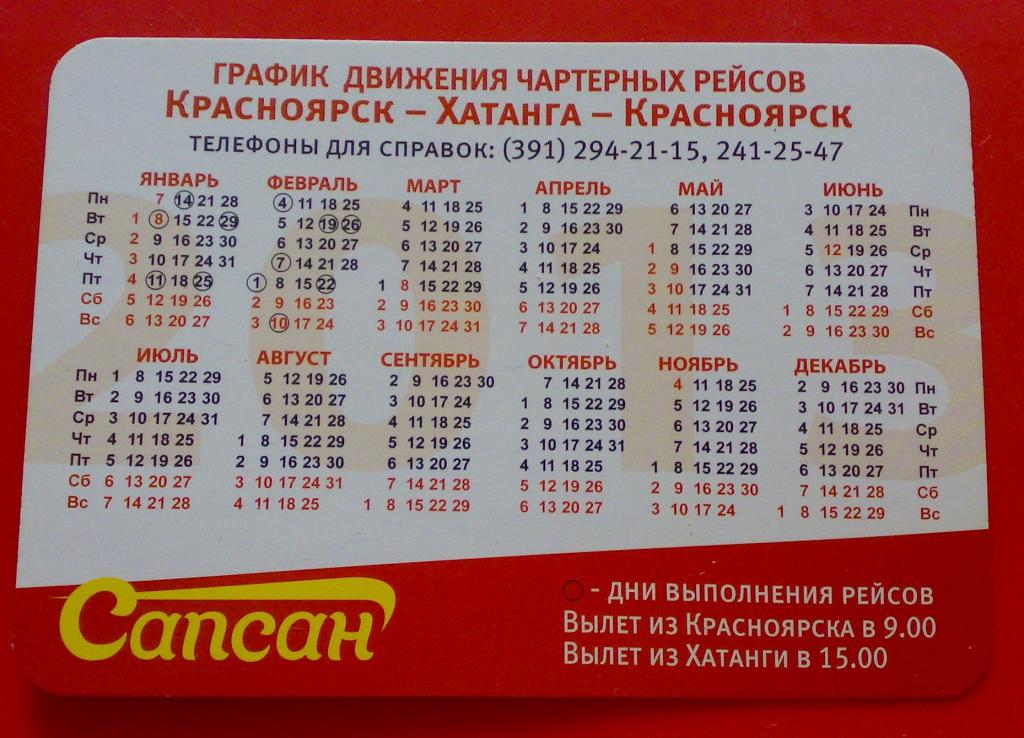 ГРАФИК ДВИЖЕНИЯ ЧАРТЕРНЫХ РЕЙСОВ
КРАСНОЯРСК – ХАТАНГА – КРАСНОЯРСК
ТЕЛЕФОНЫ ДЛЯ СПРАВОК: (391) 294-21-15, 241-25-47
ЯНВАРЬ ФЕВРАЛЬ МАРТ АПРЕЛЬ МАЙ ИЮНЬ
Пн 7 14 21 28 4 11 18 25 4 11 18 25 1 8 15 22 29 6 13 20 27 3 10 17 24 Пн
Вт 1 8 15 22 29 5 12 19 26 5 12 19 26 2 9 16 23 30 7 14 21 28 4 11 18 25 Вт
Ср 2 9 16 23 30 6 13 20 27 6 13 20 27 3 10 17 24 1 8 15 22 29 5 12 19 26 Ср
Чт 3 10 17 24 31 7 14 21 28 7 14 21 28 4 11 18 25 2 9 16 23 30 6 13 20 27 Чт
Пт 4 11 18 25 1 8 15 22 1 8 15 22 29 5 12 19 26 3 10 17 24 31 7 14 21 28 Пт
Сб 5 12 19 26 2 9 16 23 2 9 16 23 30 6 13 20 27 4 11 18 25 1 8 15 22 29 Сб
Вс 6 13 20 27 3 10 17 24 3 10 17 24 31 7 14 21 28 5 12 19 26 2 9 16 23 30 Вс
2013
ИЮЛЬ АВГУСТ СЕНТЯБРЬ ОКТЯБРЬ НОЯБРЬ ДЕКАБРЬ
Пн 1 8 15 22 29 5 12 19 26 2 9 16 23 30 7 14 21 28 4 11 18 25 2 9 16 23 30 Пн
Вт 2 9 16 23 30 6 13 20 27 3 10 17 24 1 8 15 22 29 5 12 19 26 3 10 17 24 31 Вт
Ср 3 10 17 24 31 7 14 21 28 4 11 18 25 2 9 16 23 30 6 13 20 27 4 11 18 25 Ср
Чт 4 11 18 25 1 8 15 22 29 5 12 19 26 3 10 17 24 31 7 14 21 28 5 12 19 26 Чт
Пт 5 12 19 26 2 9 16 23 30 6 13 20 27 4 11 18 25 1 8 15 22 29 6 13 20 27 Пт
Сб 6 13 20 27 3 10 17 24 31 7 14 21 28 5 12 19 26 2 9 16 23 30 7 14 21 28 Сб
Вс 7 14 21 28 4 11 18 25 1 8 15 22 29 6 13 20 27 3 10 17 24 1 8 15 22 29 Вс
Сапсан
- ДНИ ВЫПОЛНЕНИЯ РЕЙСОВ
ВЫЛЕТ ИЗ КРАСНОЯРСКА В 9.00
ВЫЛЕТ ИЗ ХАТАНГИ В 15.00